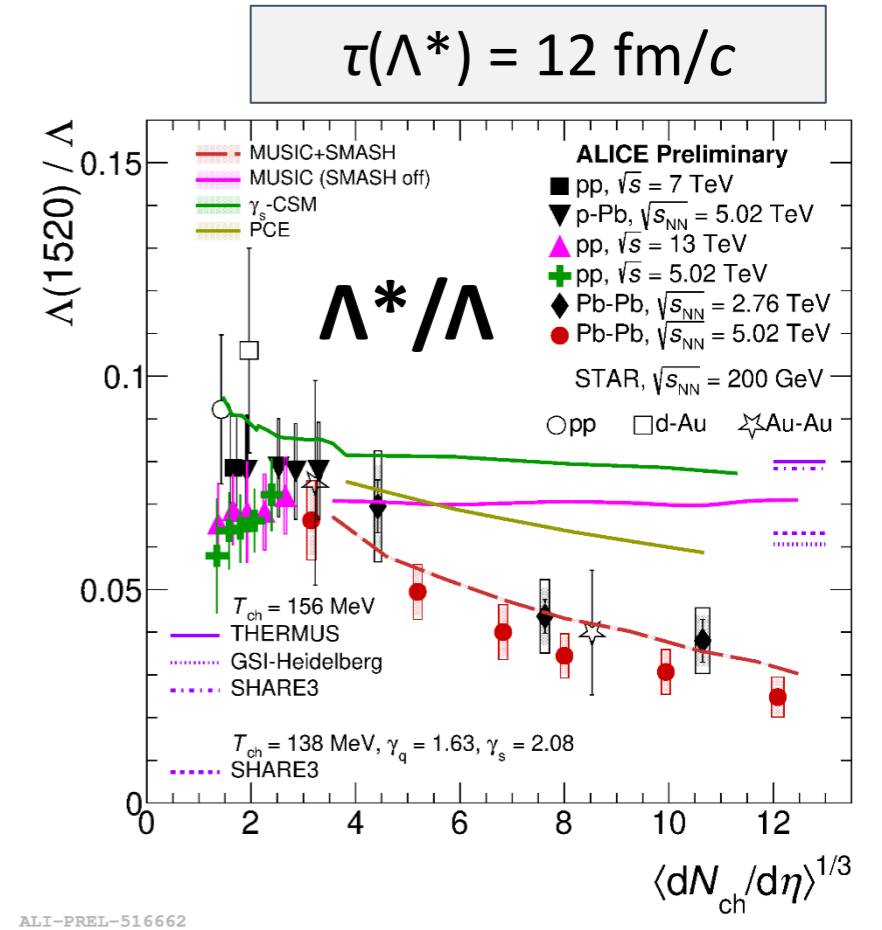 τ(Λ*) = 12 fm/c
Λ(1520) / Λ
0.15
0.1
0.05
0
MUSIC+SMASH
MUSIC (SMASH off)
γs-CSM
PCE
ALICE Preliminary
pp, √s = 7 TeV
p-Pb, √sNN = 5.02 TeV
pp, √s = 13 TeV
pp, √s = 5.02 TeV
Pb-Pb, √sNN = 2.76 TeV
Pb-Pb, √sNN = 5.02 TeV
STAR, √sNN = 200 GeV
pp d-Au Au-Au
Λ*/Λ
Tch = 156 MeV
THERMUS
GSI-Heidelberg
SHARE3
Tch = 138 MeV, γq = 1.63, γs = 2.08
SHARE3
0 2 4 6 8 10 12
⟨dNch/dη⟩1/3
ALI-PREL-516662